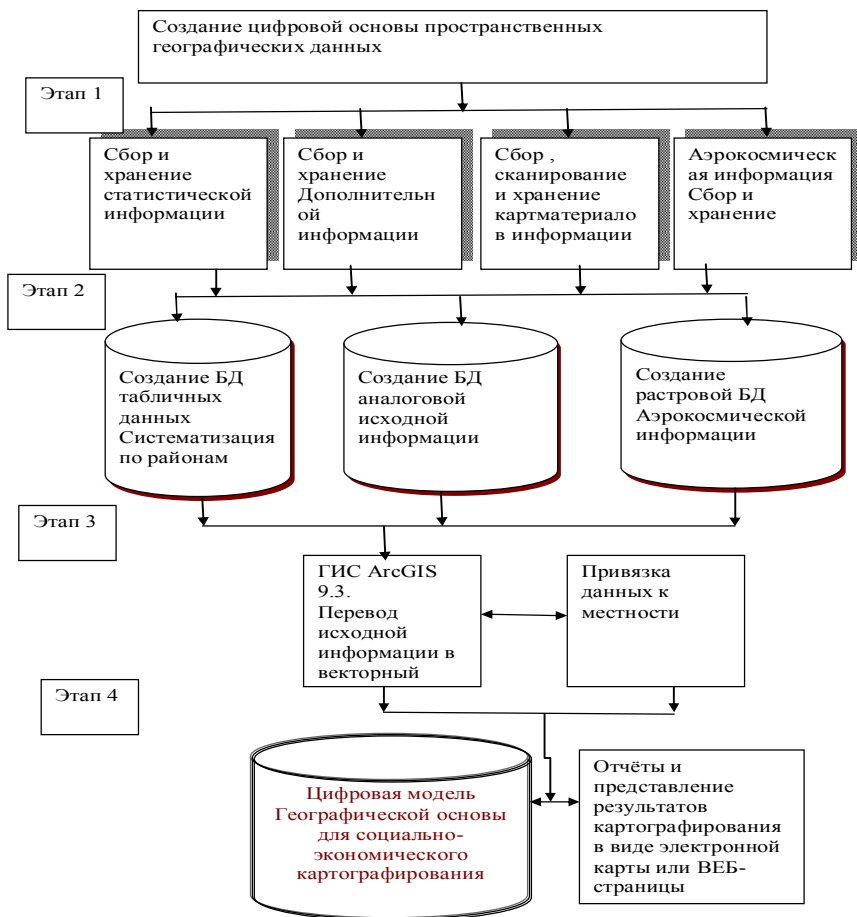 Создание цифровой основы пространственных
географических данных
Этап 1
Сбор и
хранение
статистической
информации
Сбор и
хранение
Дополнительн
ой
информации
Сбор ,
сканирование
и хранение
картматериало
в информации
Аэрокосмическ
ая информация
Сбор и
хранение
Этап 2
Создание БД
табличных
данных
Систематизация
по районам
Создание БД
аналоговой
исходной
информации
Создание
растровой БД
Аэрокосмической
информации
Этап 3
ГИС ArcGIS
9.3.
Перевод
исходной
информации в
векторный
Привязка
данных к
местности
Этап 4
Цифровая модель
Географической основы
для социально-
экономического
картографирования
Отчёты и
представление
результатов
картографирования
в виде электронной
карты или ВЕБ-
страницы